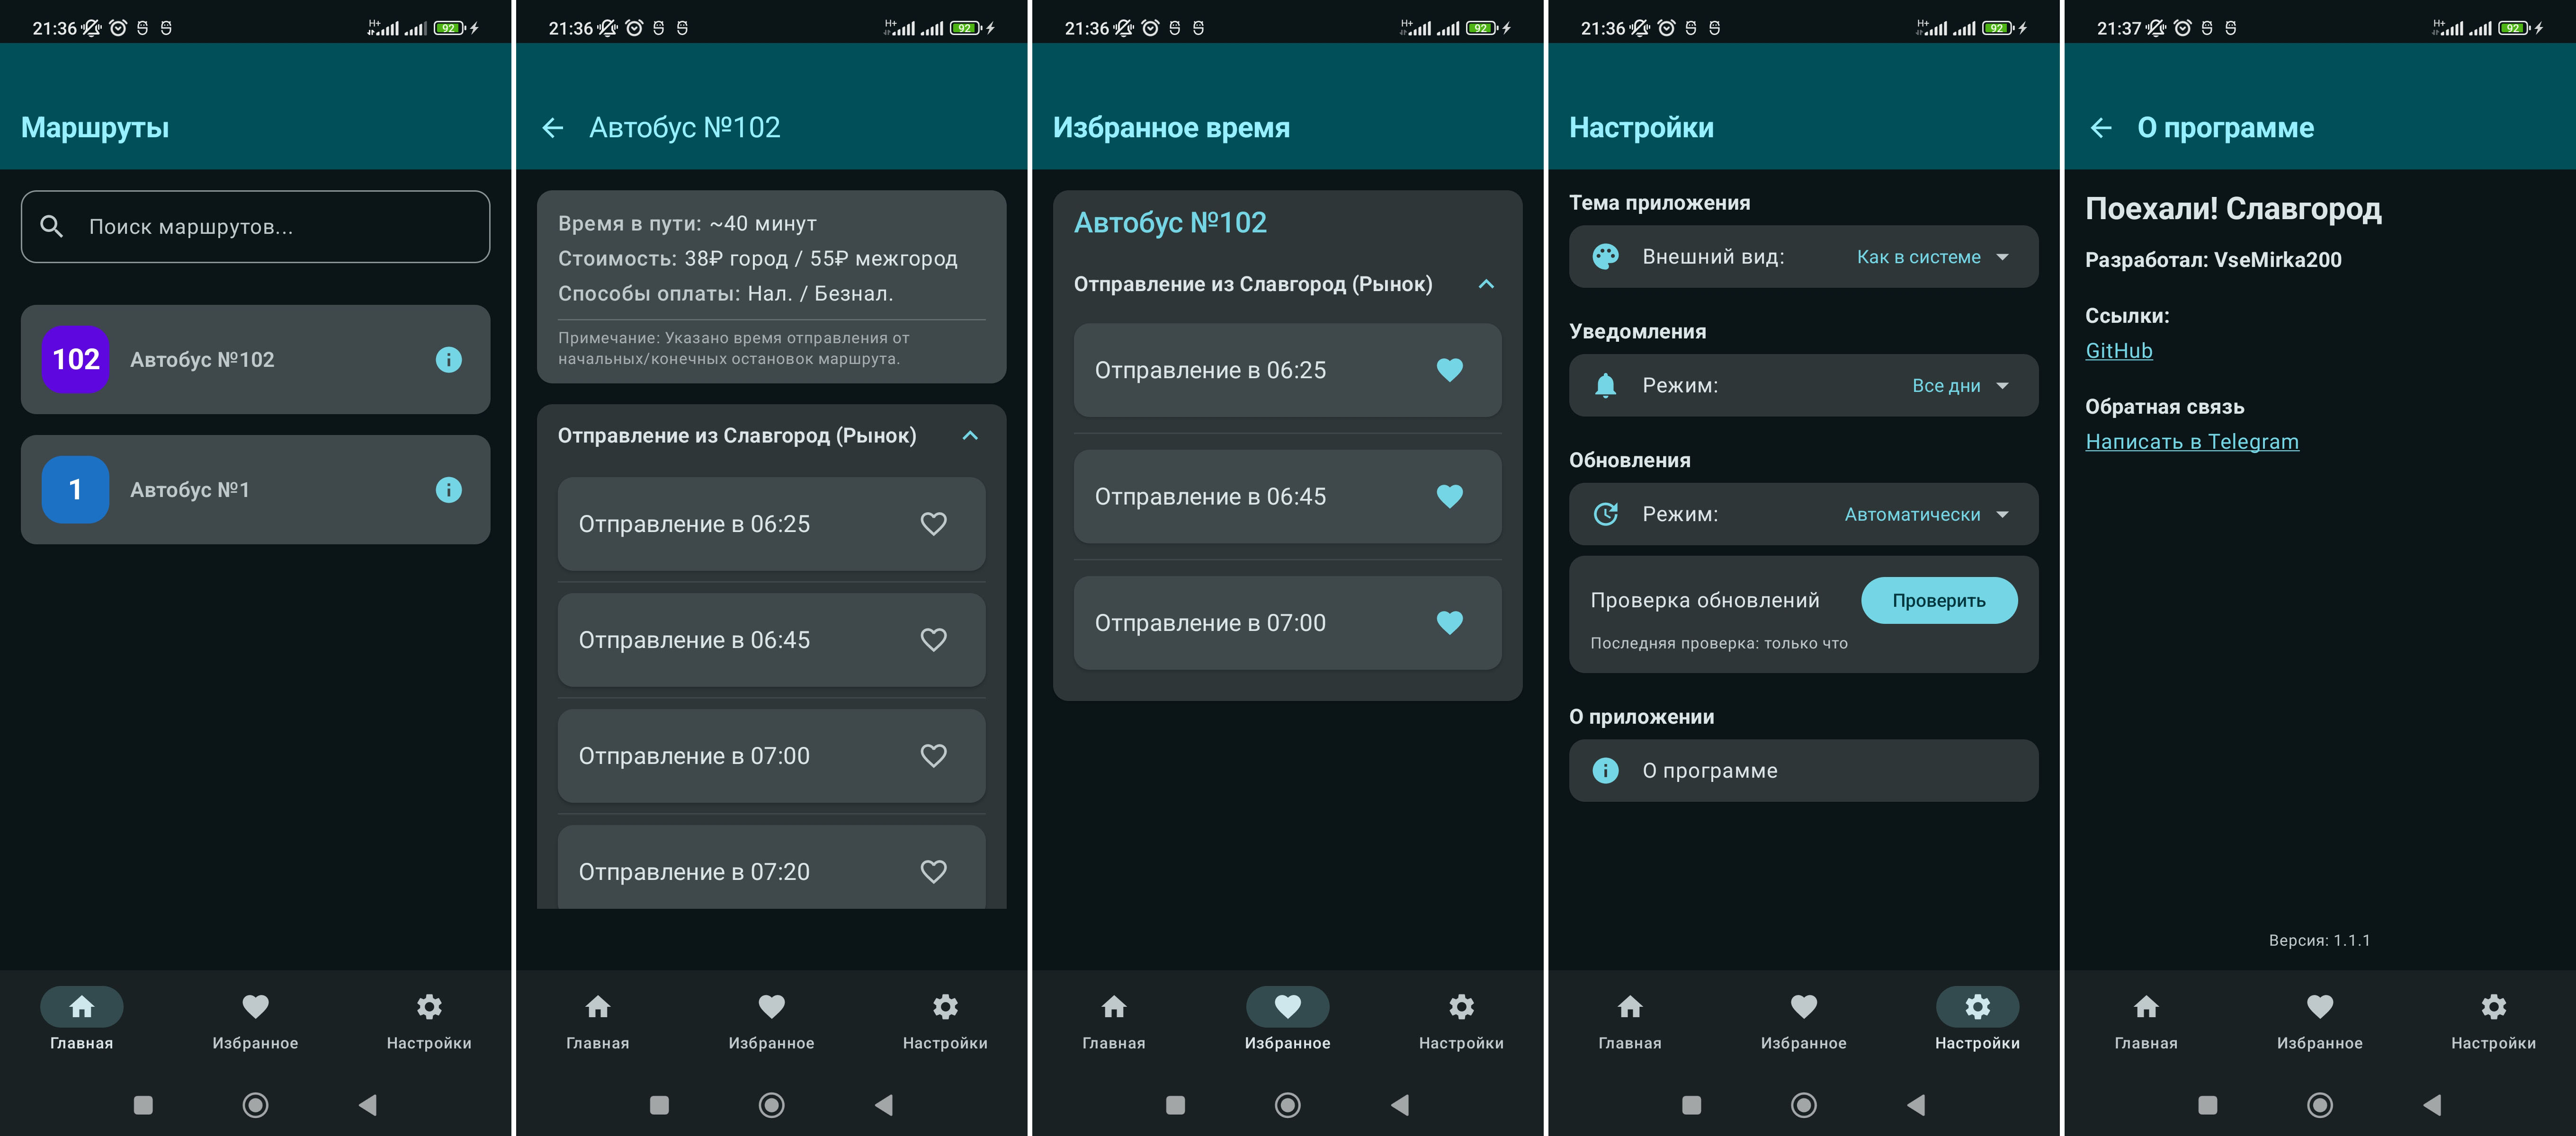 21:36
H+
92
Маршруты
Поиск маршрутов...
102
Автобус №102
1
Автобус №1
Главная
Избранное
Настройки
21:36
H+
92
Автобус №102
Время в пути: ~40 минут
Стоимость: 38₽ город / 55₽ межгород
Способы оплаты: Нал. / Безнал.
Примечание: Указано время отправления от
начальных/конечных остановок маршрута.
Отправление из Славгород (Рынок)
Отправление в 06:25
Отправление в 06:45
Отправление в 07:00
Отправление в 07:20
Главная
Избранное
Настройки
21:36
H+
92
Избранное время
Автобус №102
Отправление из Славгород (Рынок)
Отправление в 06:25
Отправление в 06:45
Отправление в 07:00
Главная
Избранное
Настройки
21:36
H+
92
Настройки
Тема приложения
Внешний вид: Как в системе
Уведомления
Режим: Все дни
Обновления
Режим: Автоматически
Проверка обновлений
Проверить
Последняя проверка: только что
О приложении
О программе
Главная
Избранное
Настройки
21:37
H+
92
О программе
Поехали! Славгород
Разработал: VseMirka200
Ссылки:
GitHub
Обратная связь
Написать в Telegram
Версия: 1.1.1
Главная
Избранное
Настройки